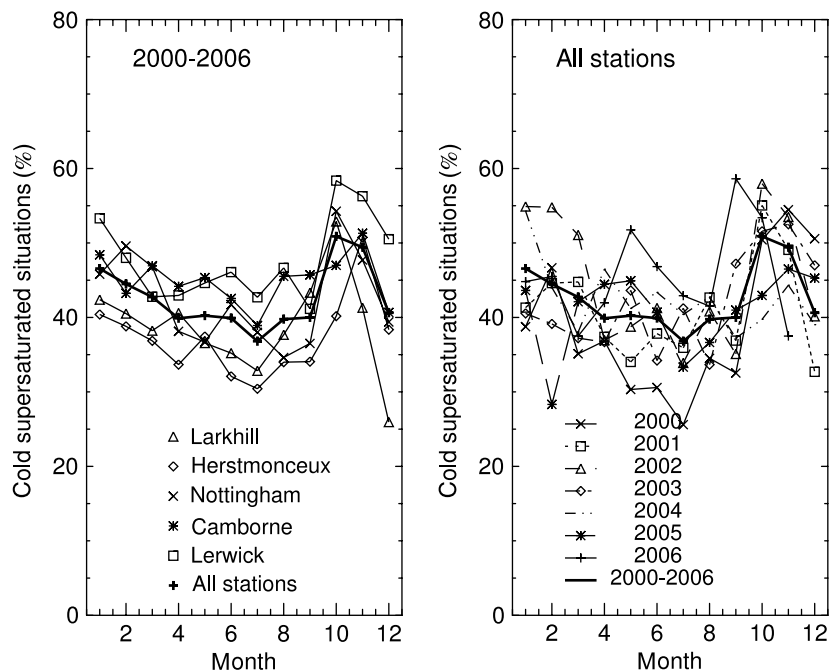 2000-2006
Cold supersaturated situations (%)
80
60
40
20
0
Larkhill
Herstmonceux
Nottingham
Camborne
Lerwick
All stations
2 4 6 8 10 12
Month
All stations
Cold supersaturated situations (%)
80
60
40
20
0
2000
2001
2002
2003
2004
2005
2006
2000-2006
2 4 6 8 10 12
Month